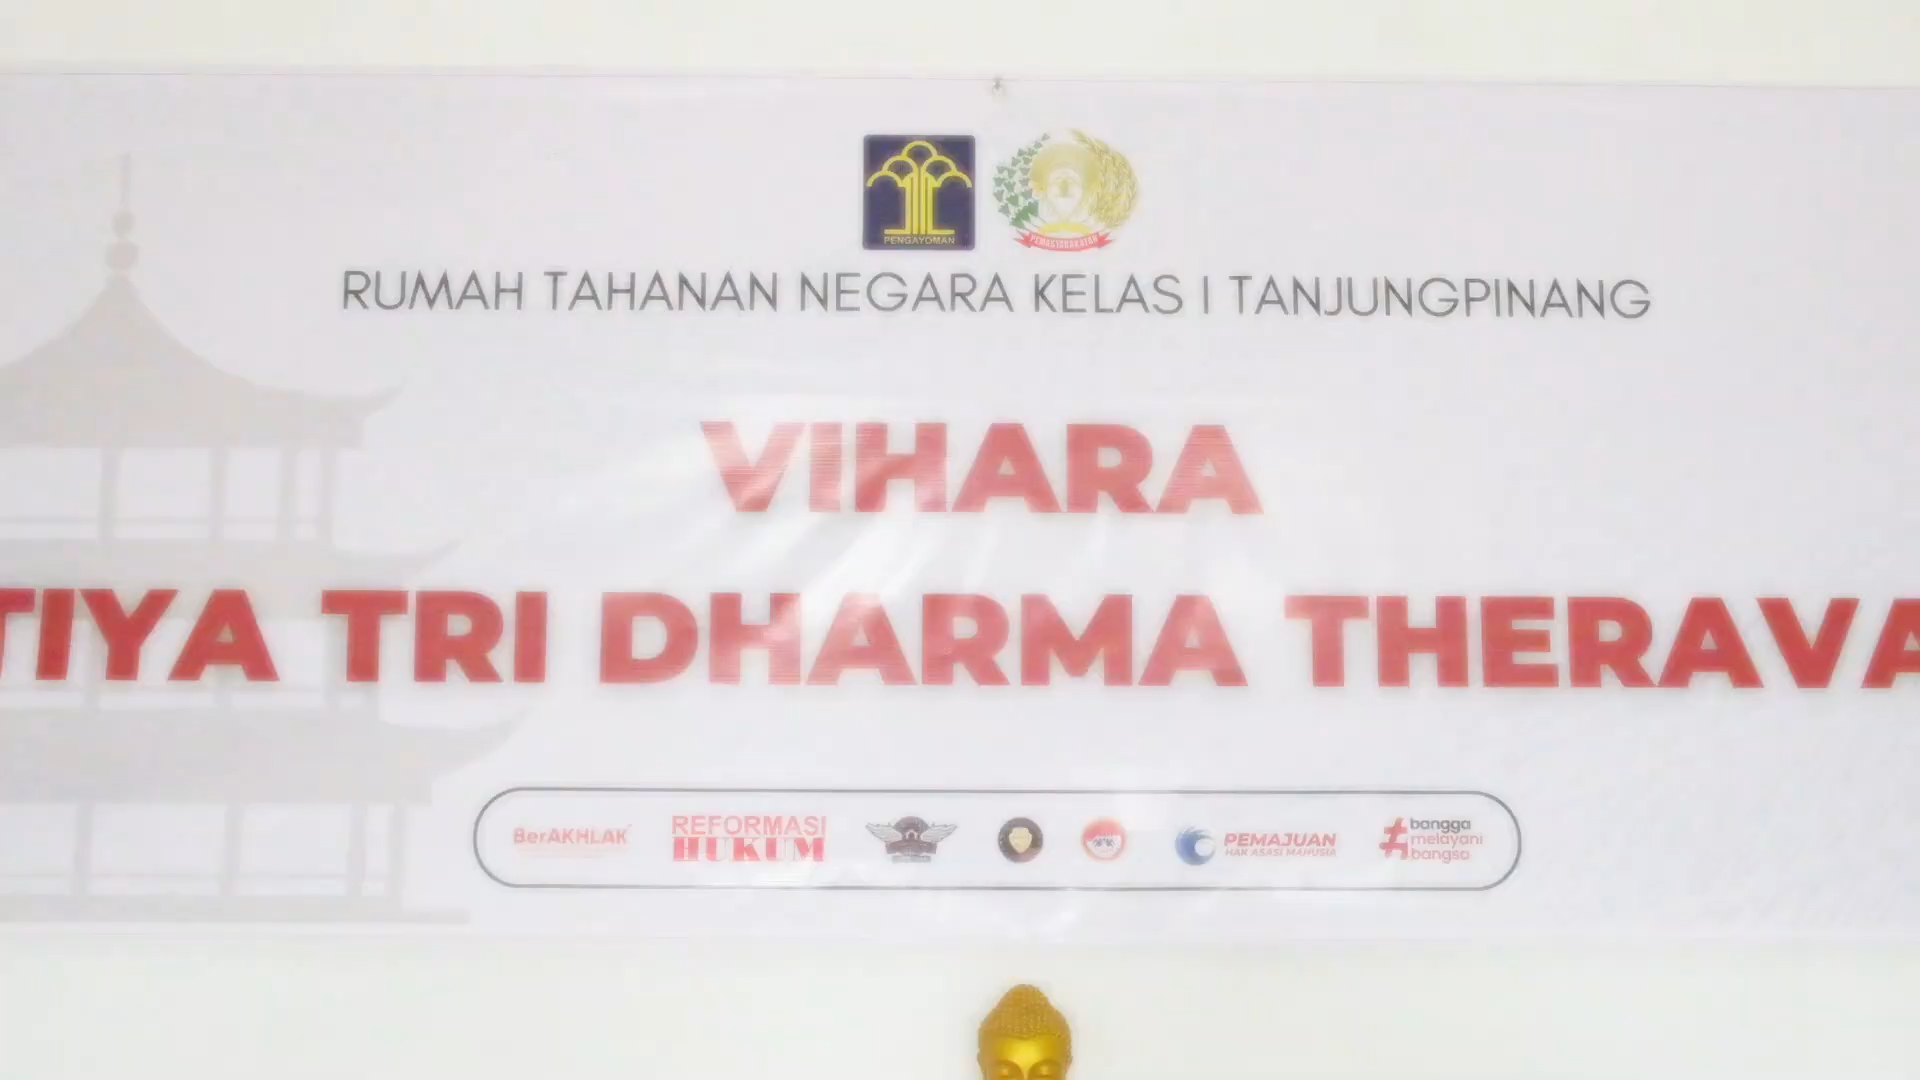 PENGAYOMAN
PEMASYARAKATAN
RUMAH TAHANAN NEGARA KELAS I TANJUNGPINANG
VIHARA
TIYA TRI DHARMA THERAVA
BerAKHLAK
REFORMASI
HUKUM
PEMAJUAN
HAK ASASI MANUSIA
# bangga
melayani
bangsa